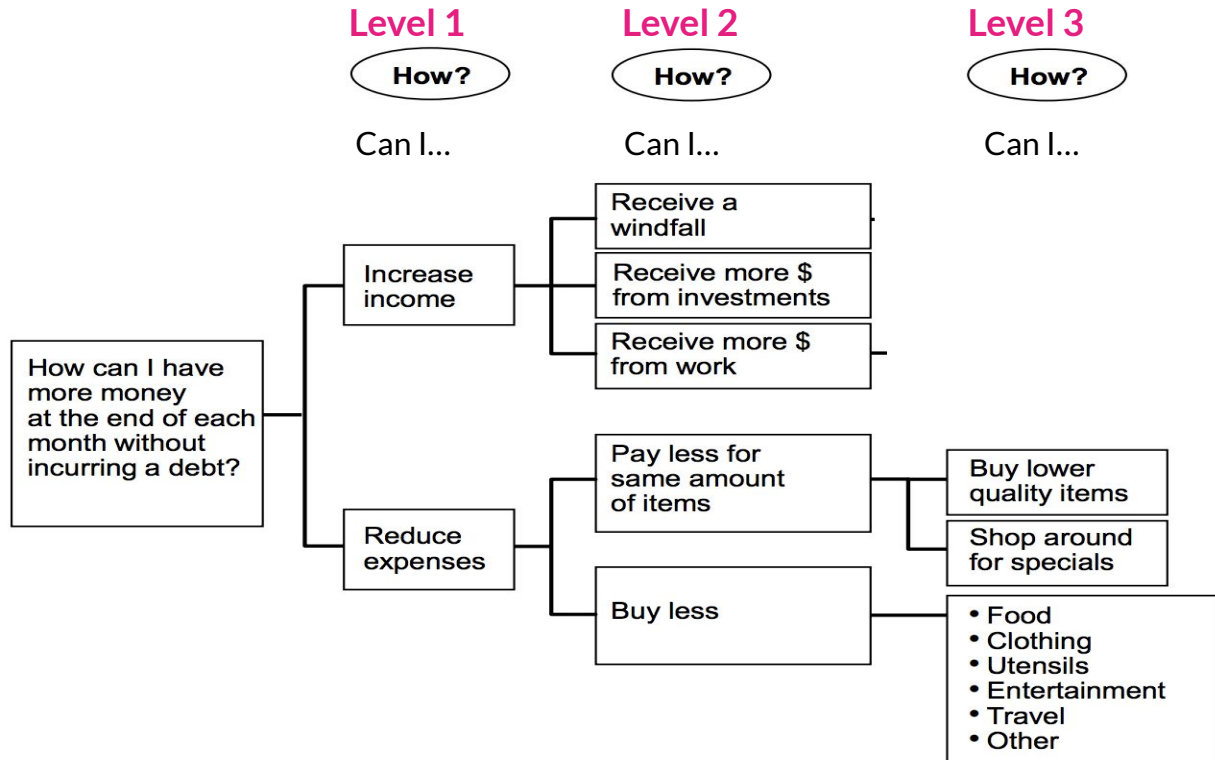 Level 1
Level 2
Level 3
How?
How?
How?
Can I...
Can I...
Can I...
How can I have
more money
at the end of each
month without
incurring a debt?
Increase
income
Reduce
expenses
Receive a
windfall
Receive more $
from investments
Receive more $
from work
Pay less for
same amount
of items
Buy less
Buy lower
quality items
Shop around
for specials
• Food
• Clothing
• Utensils
• Entertainment
• Travel
• Other